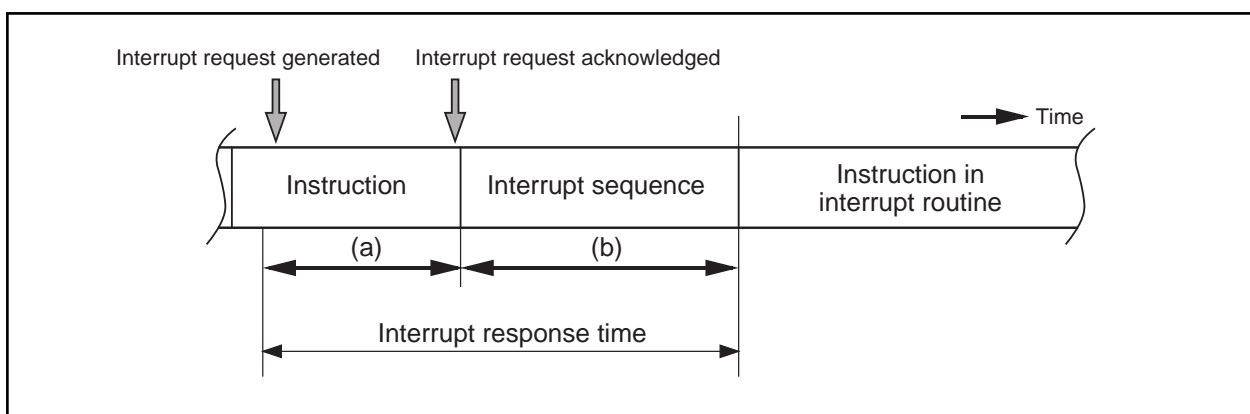 Interrupt request generated
Interrupt request acknowledged
Time
Instruction
Interrupt sequence
Instruction in
interrupt routine
(a)
(b)
Interrupt response time